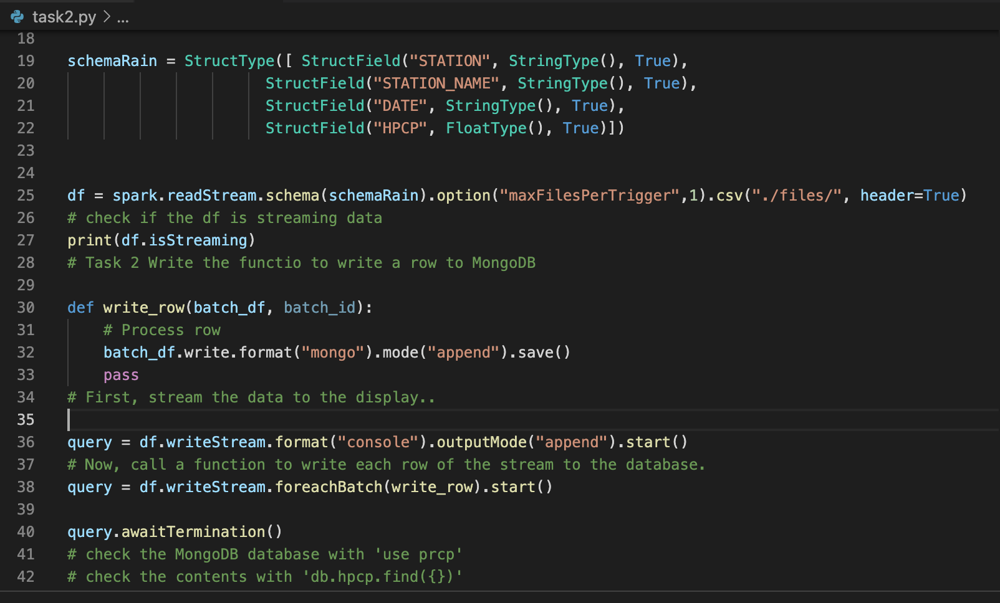 task2.py > ...
18
19 schemaRain = StructType([ StructField("STATION", StringType(), True),
20 StructField("STATION_NAME", StringType(), True),
21 StructField("DATE", StringType(), True),
22 StructField("HPCP", FloatType(), True)])
23
24
25 df = spark.readStream.schema(schemaRain).option("maxFilesPerTrigger",1).csv("./files/", header=True)
26 # check if the df is streaming data
27 print(df.isStreaming)
28 # Task 2 Write the functio to write a row to MongoDB
29
30 def write_row(batch_df, batch_id):
31 # Process row
32 batch_df.write.format("mongo").mode("append").save()
33 pass
34 # First, stream the data to the display..
35
36 query = df.writeStream.format("console").outputMode("append").start()
37 # Now, call a function to write each row of the stream to the database.
38 query = df.writeStream.foreachBatch(write_row).start()
39
40 query.awaitTermination()
41 # check the MongoDB database with 'use prcp'
42 # check the contents with 'db.hpcp.find({})'